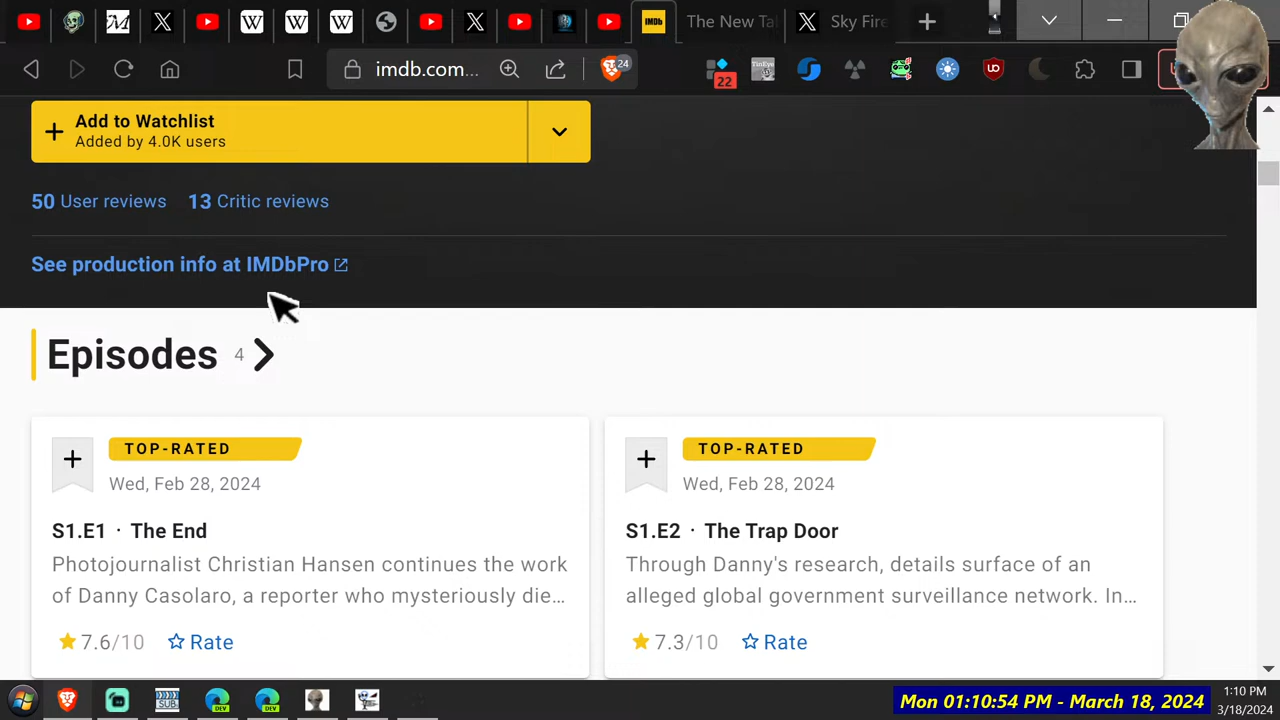 IMDb
The New Ta
Sky Fire
imdb.com...
24
22
Add to Watchlist
Added by 4.0K users
50 User reviews 13 Critic reviews
See production info at IMDbPro
Episodes 4
TOP-RATED
Wed, Feb 28, 2024
S1.E1 · The End
Photojournalist Christian Hansen continues the work
of Danny Casolaro, a reporter who mysteriously die...
7.6/10 Rate
TOP-RATED
Wed, Feb 28, 2024
S1.E2 · The Trap Door
Through Danny's research, details surface of an
alleged global government surveillance network. In...
7.3/10 Rate
SUB
DEV
DEV
Mon 01:10:54 PM - March 18, 2024
1:10 PM
3/18/2024